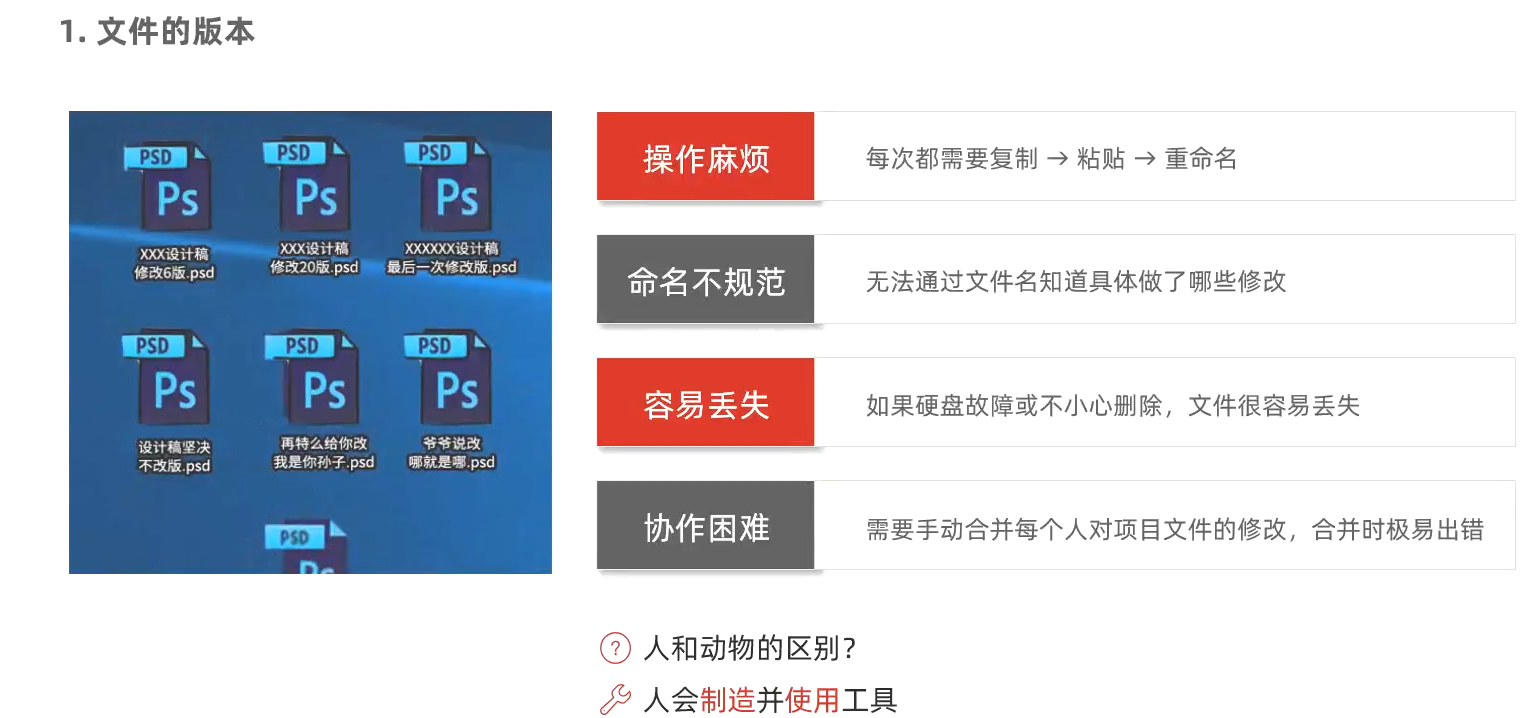 1. 文件的版本
PSD
Ps
XXX设计稿
修改6版.psd
PSD
Ps
XXX设计稿
修改20版.psd
PSD
Ps
XXXXXX设计稿
最后一次修改版.psd
PSD
Ps
设计稿坚决
不改版.psd
PSD
Ps
再特么给你改
我是你孙子.psd
PSD
Ps
爷爷说改
哪就是哪.psd
PSD
Ps
操作麻烦
每次都需要复制 → 粘贴 → 重命名
命名不规范
无法通过文件名知道具体做了哪些修改
容易丢失
如果硬盘故障或不小心删除，文件很容易丢失
协作困难
需要手动合并每个人对项目文件的修改，合并时极易出错
? 人和动物的区别？
人会制造并使用工具